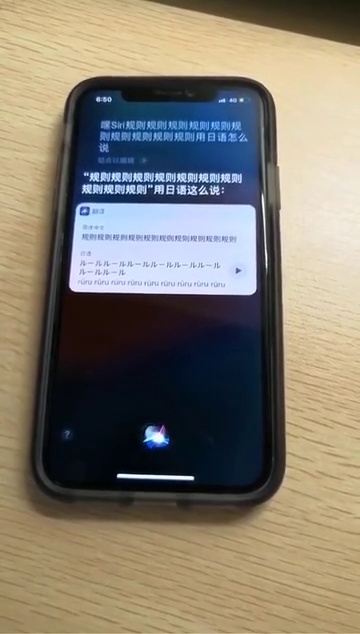 6:50
4G
嘿Siri规则规则规则规则规则规
则规则规则规则规则用日语怎么
说
轻点以编辑
“规则规则规则规则规则规则规则
规则规则规则”用日语这么说：
翻译
简体中文
规则规则规则规则规则规则规则规则规则规则
日语
ルールルールルールルールルールルール
ルールルール
rūru rūru rūru rūru rūru rūru rūru rūru
?